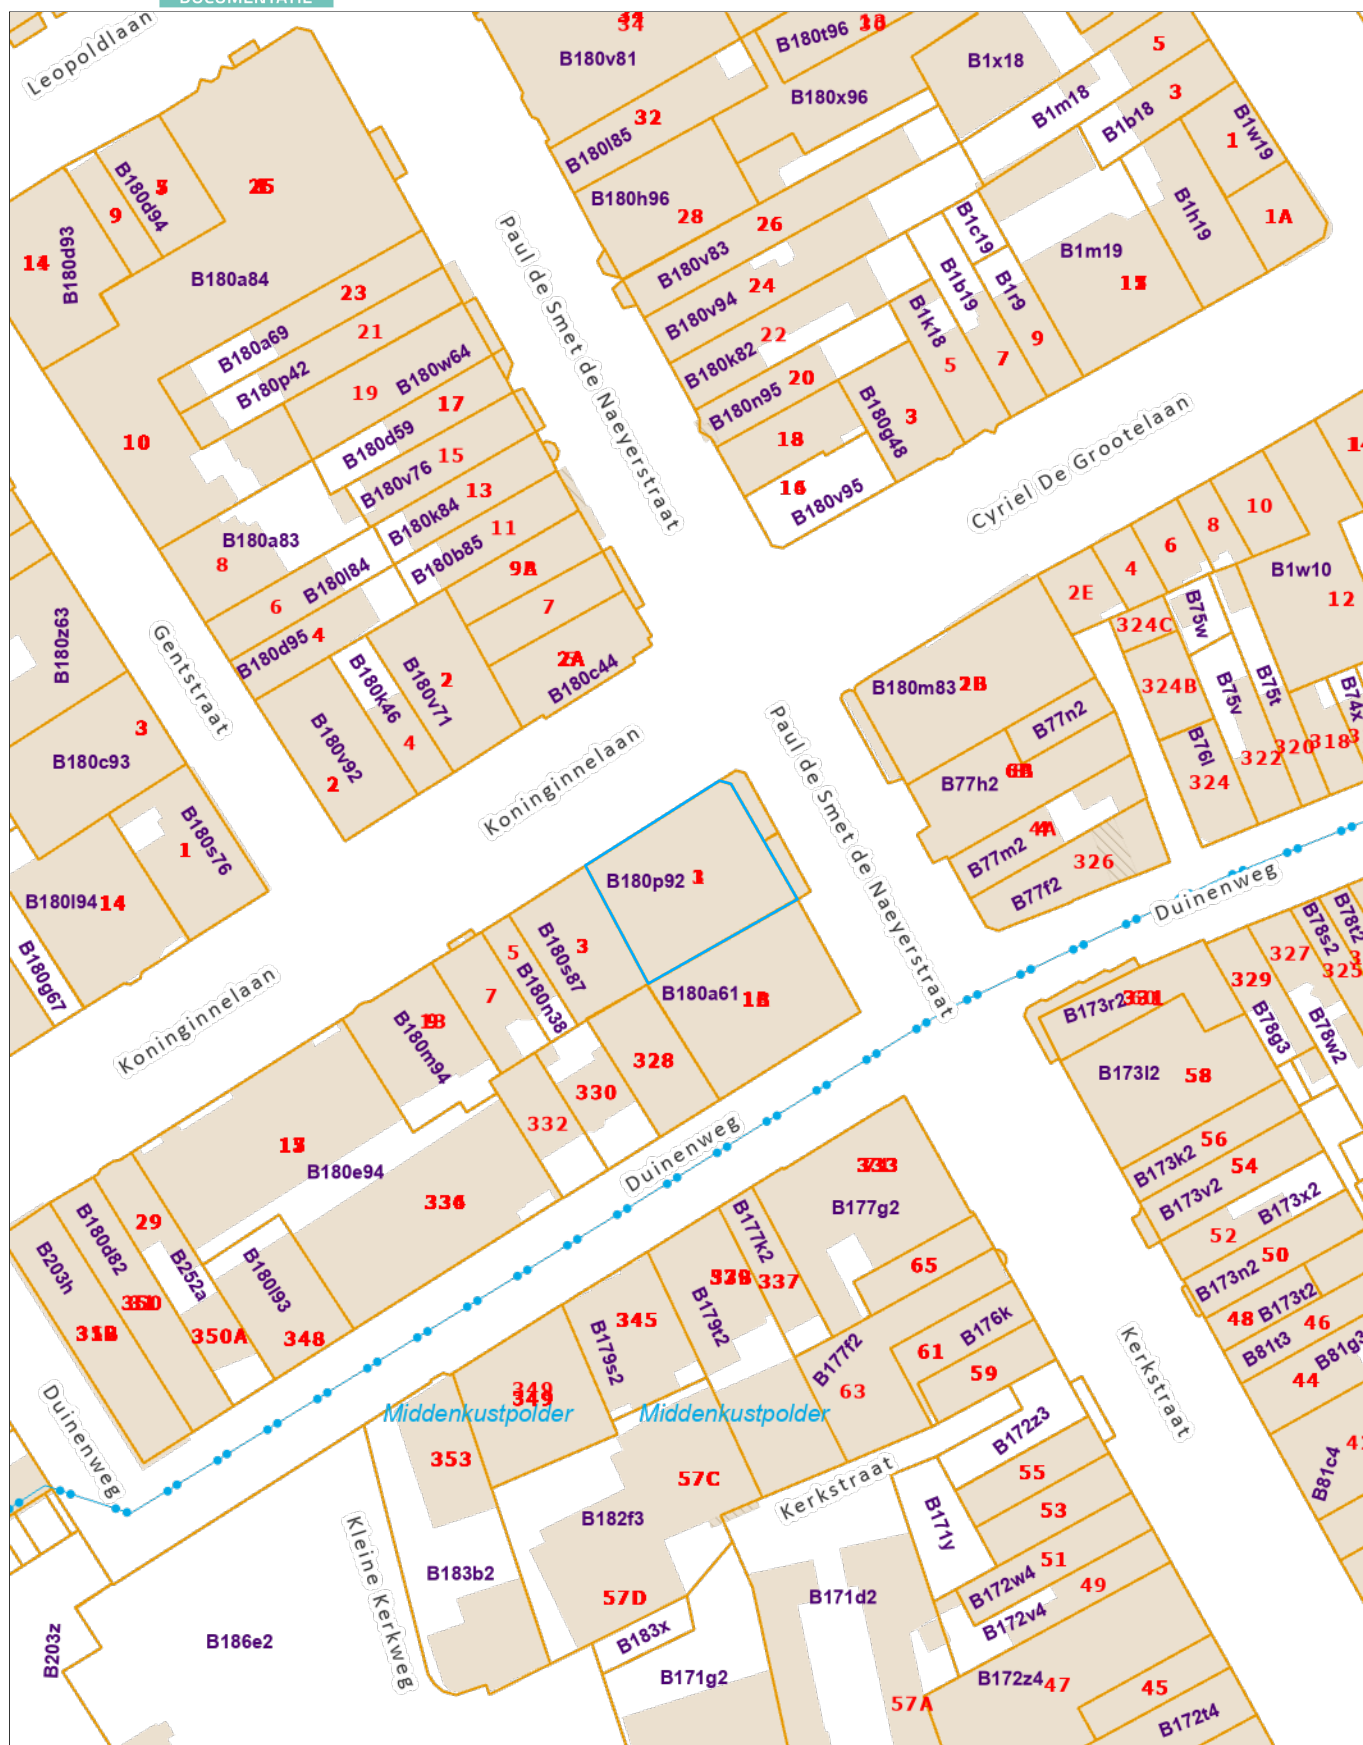 DOCUMENTATIE
Leopoldlaan
B180v81
B180t96
B1x18
5
B180x96
32
B1m18
3
B180l85
B1b18
1
B1w19
B180d94
9
B180h96
28
26
B1c19
B1h19
1A
14
B180d93
B180a84
B180v83
B1m19
Paul de Smet de Naeyerstraat
24
B180v94
B1b19
B1r9
23
21
B180a69
22
B1k18
9
B180w64
B180k82
7
5
B180p42
20
19
17
B180n95
B180g48
3
10
B180d59
18
15
B180v76
B180v95
Cyriel De Grootelaan
13
B180k84
11
10
8
B180a83
8
B180b85
6
B1w10
B180l84
4
12
6
7
2E
B75w
4
324C
B180z63
B180d95
B180c44
B180m83
324B
B75v
B75t
B74x
Gentstraat
B180k46
B180v71
2
B77n2
B180v92
4
B76l
320
318
3
322
B180c93
2
Koninginnelaan
B77h2
324
Paul de Smet de Naeyerstraat
1
B180s76
B77m2
326
B180p92
B77f2
Duinenweg
B180l94
14
B180g67
B180s87
3
5
B180n38
7
B180a61
B78s2
B78t2
327
325
329
Koninginnelaan
B180m94
B173r2
B78g3
B78w2
328
330
B173l2
58
332
Duinenweg
56
B180e94
B173k2
54
B173v2
B173x2
B177g2
29
B180d82
B177k2
52
B203h
B252a
B180l93
65
50
337
B173n2
B173t2
345
B179t2
48
46
350A
348
B179s2
B177f2
B176k
61
B81t3
B81g3
59
63
44
Duinenweg
Middenkustpolder
Middenkustpolder
Kerkstraat
B172z3
353
57C
55
B81c4
Kerkstraat
B182f3
B171y
53
Kleine Kerkweg
51
B183b2
B172w4
49
57D
B171d2
B172v4
B183x
B203z
B186e2
B171g2
B172z4
47
45
57A
B172t4